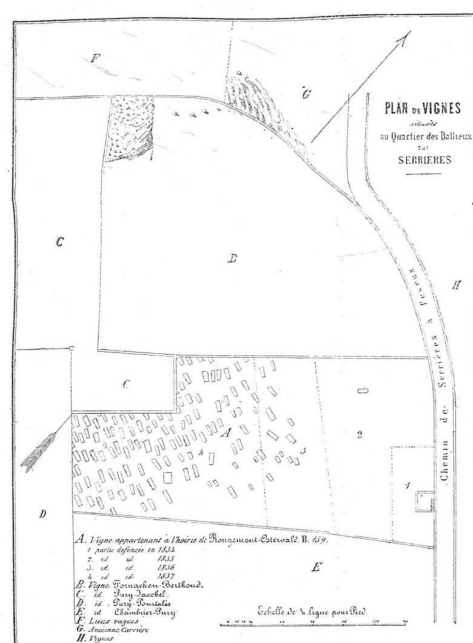 PLAN DE VIGNES
situées
au Quartier des Battieux
sur
SERRIÈRES
F
G
C
B
H
Chemin de Serrières à Peseux
C
A
2
3
4
1
D
E
A. Vigne appartenant à l'hoirie de Rougemont-Osterwald. B. 159.
1. partie défoncée en 1834
2. id id 1835
3. id id 1836
4. id id 1837
B. Vigne Fornachon-Berthoud.
C. id Pury-Jacobel.
D. id Pury-Pourtalès
E. id Chambrier-Pury
F. Lieux vagues
G. Ancienne Carrière
H. Vignes
Echelle de ¼ ligne pour Pied